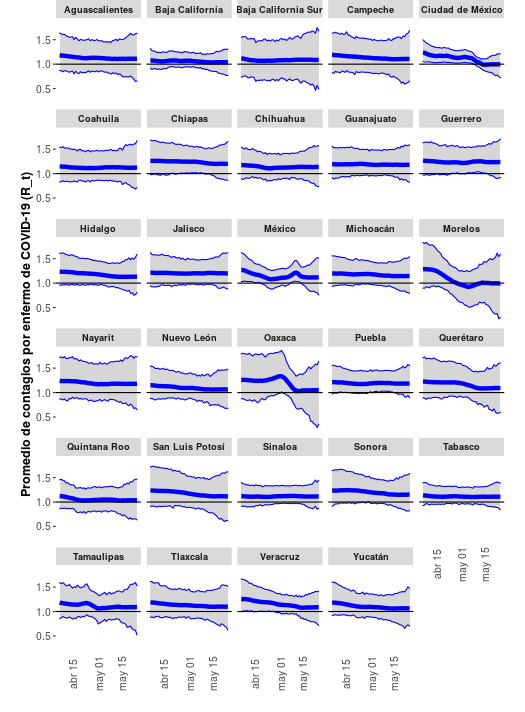 Promedio de contagios por enfermo de COVID-19 (R_t)
Aguascalientes Baja California Baja California Sur Campeche Ciudad de México
1.5
1.0
0.5
Coahuila Chiapas Chihuahua Guanajuato Guerrero
1.5
1.0
0.5
Hidalgo Jalisco México Michoacán Morelos
1.5
1.0
0.5
Nayarit Nuevo León Oaxaca Puebla Querétaro
1.5
1.0
0.5
Quintana Roo San Luis Potosí Sinaloa Sonora Tabasco
1.5
1.0
0.5
abr 15 may 01 may 15
Tamaulipas Tlaxcala Veracruz Yucatán
1.5
1.0
0.5
abr 15 may 01 may 15 abr 15 may 01 may 15 abr 15 may 01 may 15 abr 15 may 01 may 15